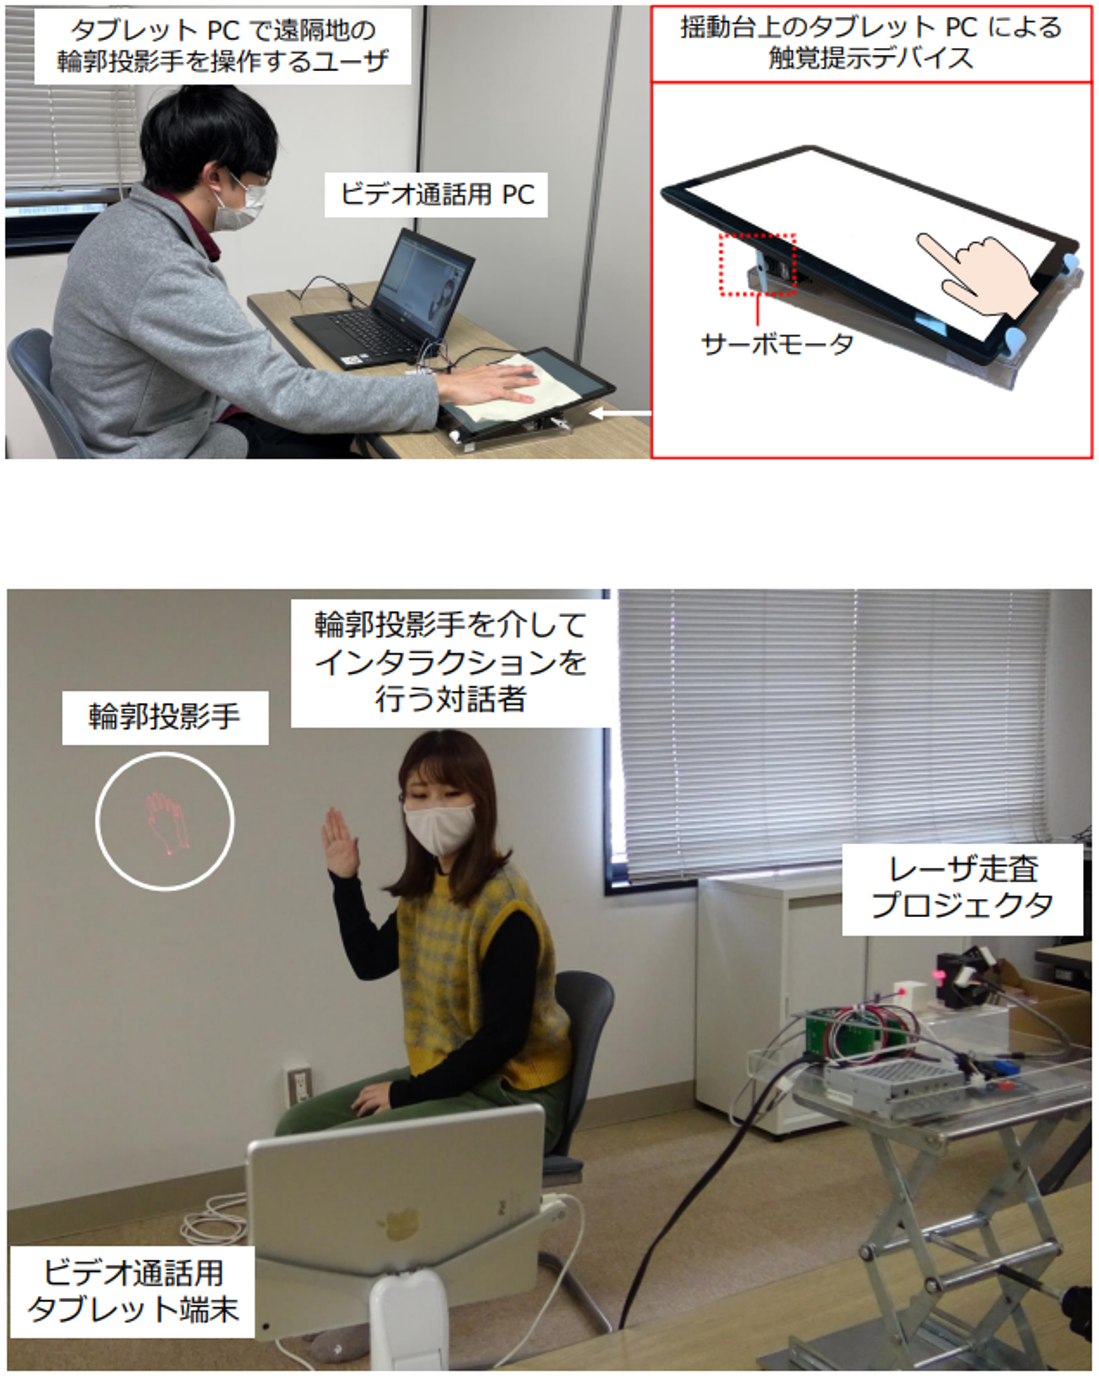 タブレット PC で遠隔地の
輪郭投影手を操作するユーザ
ビデオ通話用 PC
揺動台上のタブレット PC による
触覚提示デバイス
サーボモータ
輪郭投影手を介して
インタラクションを
行う対話者
輪郭投影手
レーザ走査
プロジェクタ
iPad
ビデオ通話用
タブレット端末